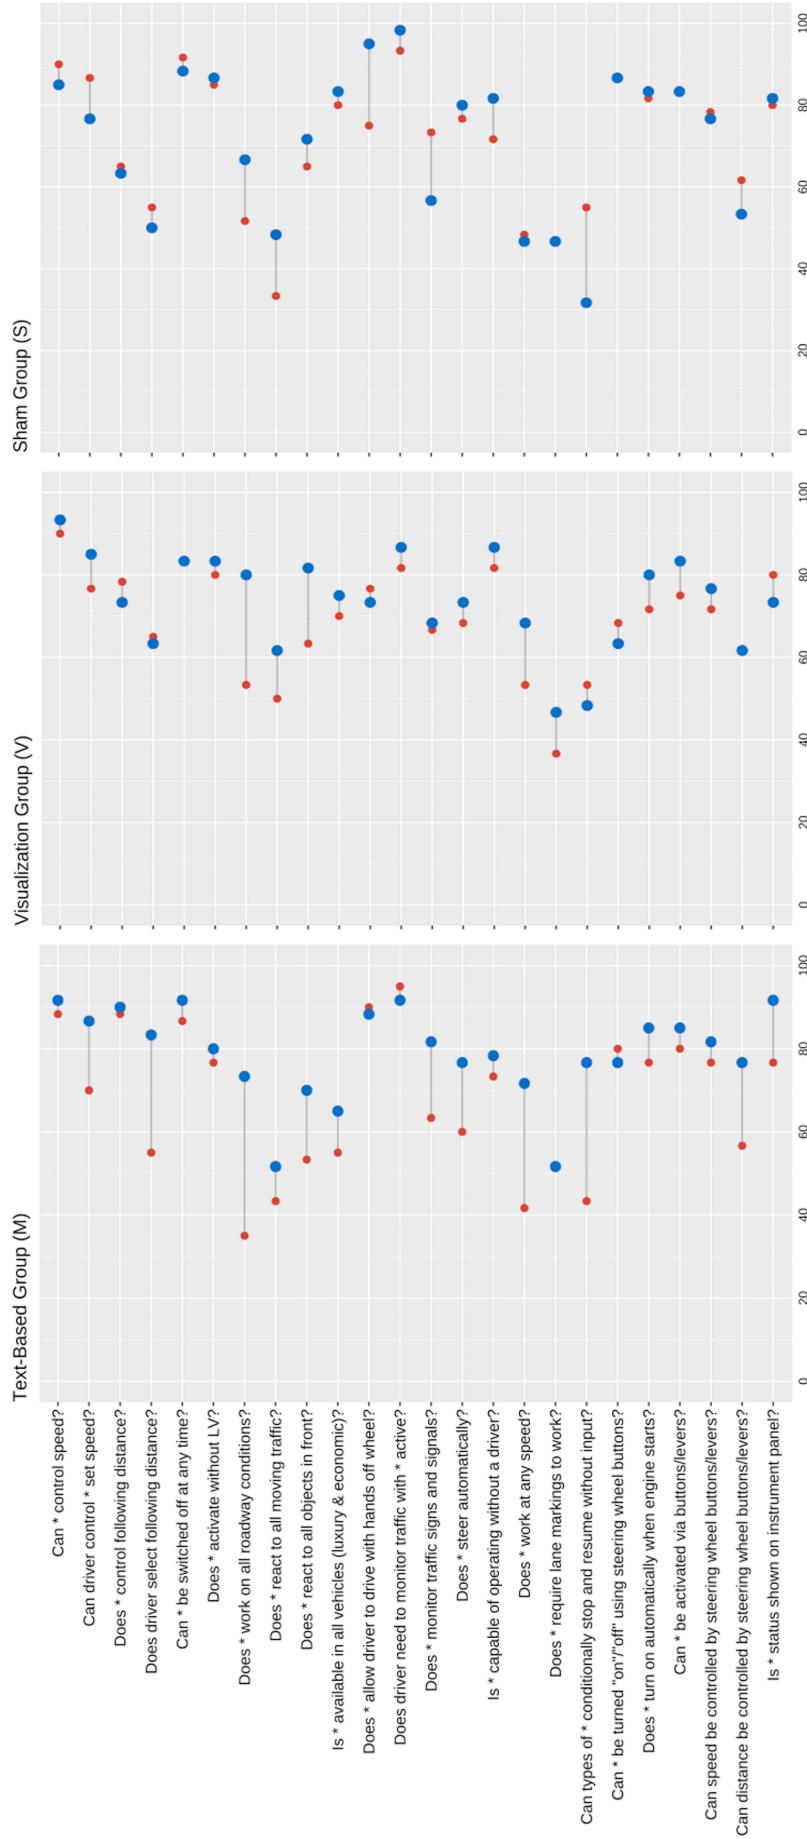 Text-Based Group (M)
Visualization Group (V)
Sham Group (S)
Can * control speed?
Can driver control * set speed?
Does * control following distance?
Does driver select following distance?
Can * be switched off at any time?
Does * activate without LV?
Does * work on all roadway conditions?
Does * react to all moving traffic?
Does * react to all objects in front?
Is * available in all vehicles (luxury & economic)?
Does * allow driver to drive with hands off wheel?
Does driver need to monitor traffic with * active?
Does * monitor traffic signs and signals?
Does * steer automatically?
Is * capable of operating without a driver?
Does * work at any speed?
Does * require lane markings to work?
Can types of * conditionally stop and resume without input?
Can * be turned "on"/"off" using steering wheel buttons?
Does * turn on automatically when engine starts?
Can * be activated via buttons/levers?
Can speed be controlled by steering wheel buttons/levers?
Can distance be controlled by steering wheel buttons/levers?
Is * status shown on instrument panel?
0 20 40 60 80 100
0 20 40 60 80 100
0 20 40 60 80 100